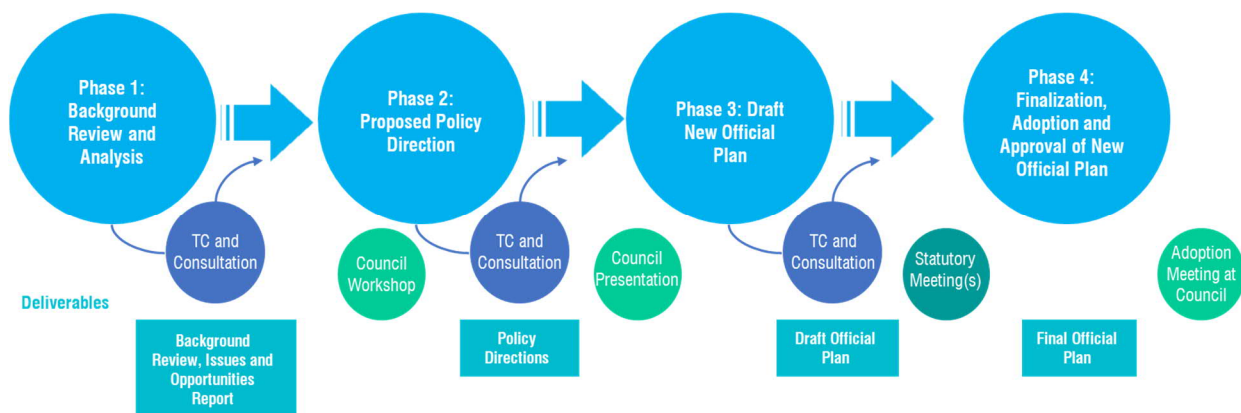 Phase 1:
Background
Review and
Analysis
Phase 2:
Proposed Policy
Direction
Phase 3: Draft
New Official
Plan
Phase 4:
Finalization,
Adoption and
Approval of New
Official Plan
TC and
Consultation
Council
Workshop
TC and
Consultation
Council
Presentation
TC and
Consultation
Statutory
Meeting(s)
Adoption
Meeting at
Council
Deliverables
Background
Review, Issues and
Opportunities
Report
Policy
Directions
Draft Official
Plan
Final Official
Plan